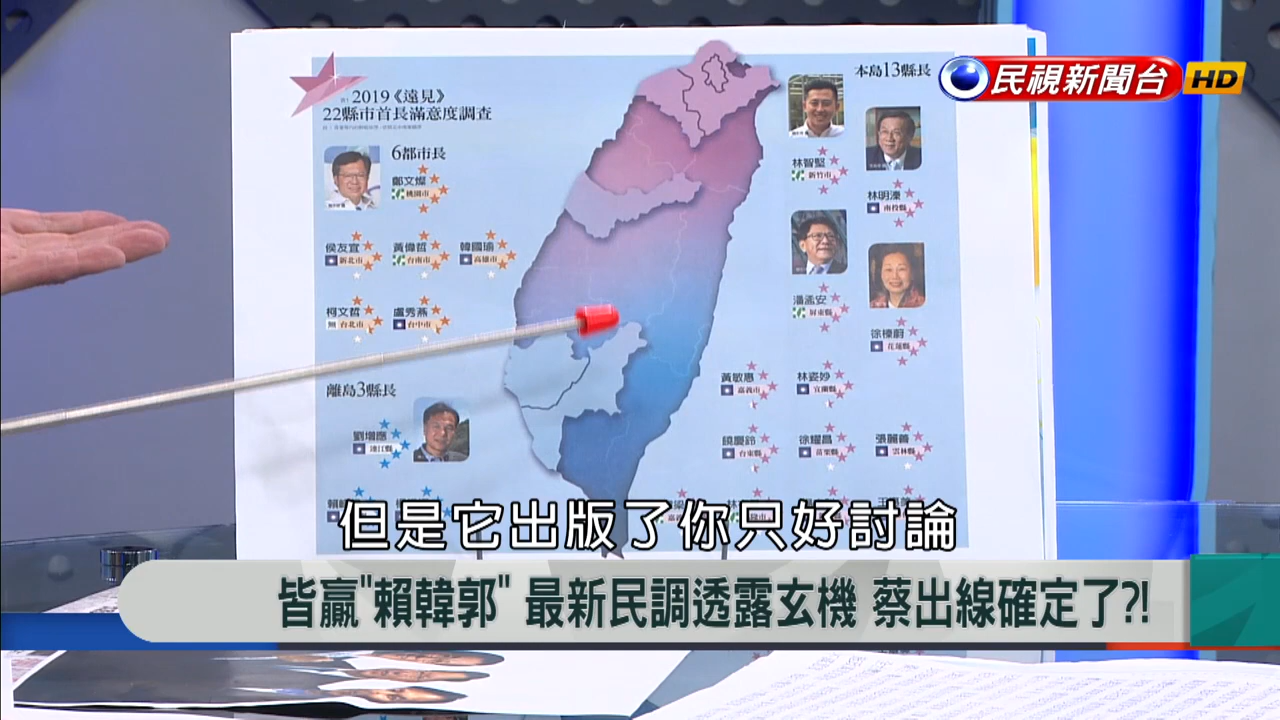 民視新聞台 HD
本島13縣長
2019《遠見》
22縣市首長滿意度調查
6都市長
鄭文燦
桃園市
侯友宜
新北市
黃偉哲
台南市
韓國瑜
高雄市
柯文哲
無 台北市
盧秀燕
台中市
林智堅
新竹市
林明溱
南投縣
潘孟安
屏東縣
徐榛蔚
花蓮縣
離島3縣長
劉增應
連江縣
黃敏惠
嘉義市
林姿妙
宜蘭縣
饒慶鈴
台東縣
徐耀昌
苗栗縣
張麗善
雲林縣
但是它出版了你只好討論
皆贏"賴韓郭" 最新民調透露玄機 蔡出線確定了?!